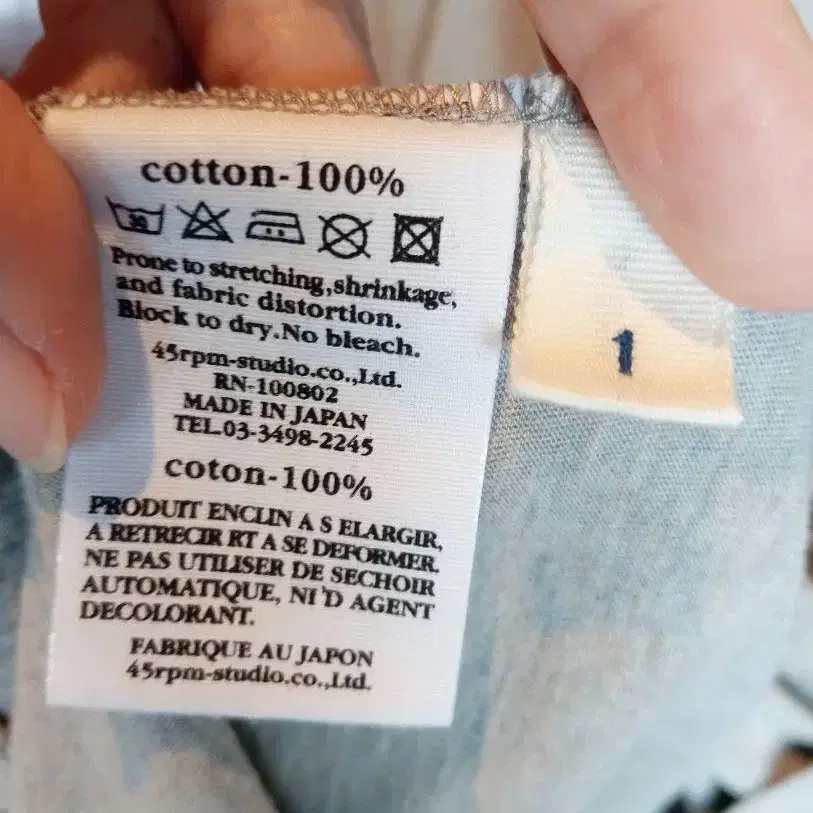 cotton-100%
30
Prone to stretching,shrinkage,
and fabric distortion.
Block to dry.No bleach.
45rpm-studio.co.,Ltd.
RN-100802
MADE IN JAPAN
TEL.03-3498-2245
coton-100%
PRODUIT ENCLIN A S ELARGIR,
A RETRECIR RT A SE DEFORMER.
NE PAS UTILISER DE SECHOIR
AUTOMATIQUE, NI'D AGENT
DECOLORANT.
FABRIQUE AU JAPON
45rpm-studio.co.,Ltd.
1